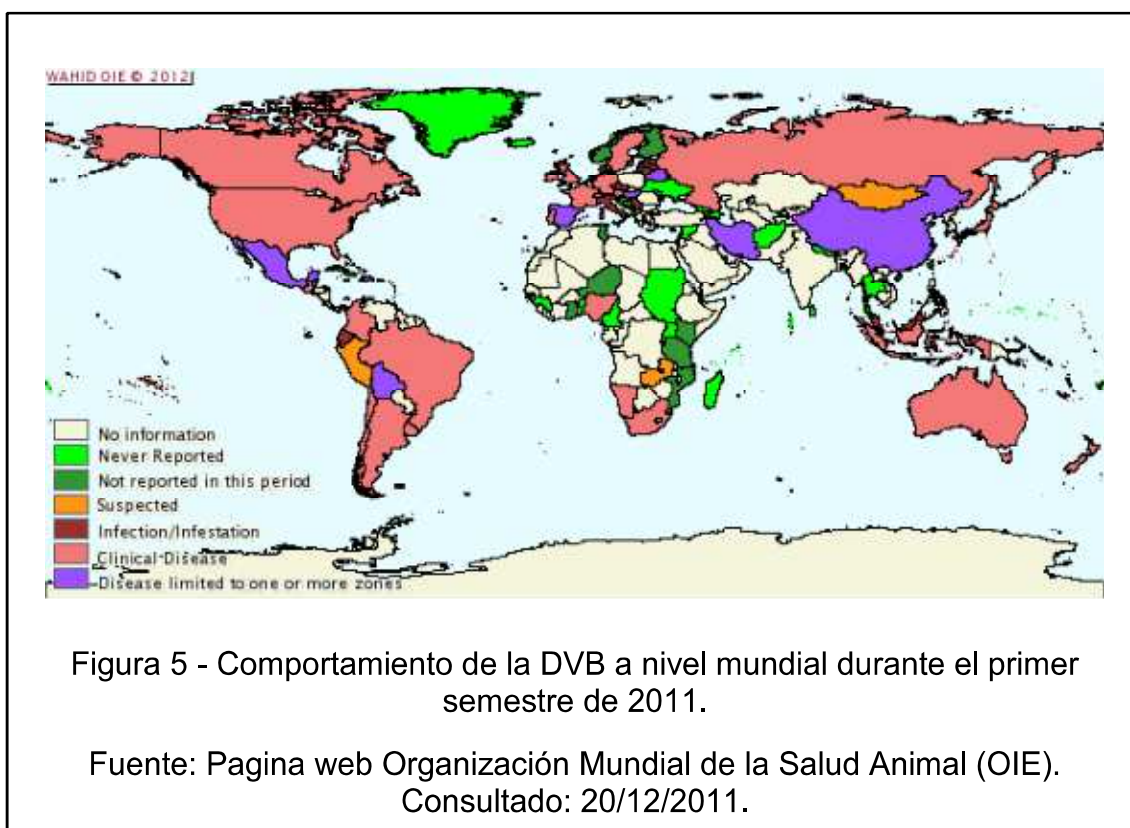 WAHID OIE © 2012
No information
Never Reported
Not reported in this period
Suspected
Infection/Infestation
Clinical Disease
Disease limited to one or more zones
Figura 5 - Comportamiento de la DVB a nivel mundial durante el primer
semestre de 2011.
Fuente: Pagina web Organización Mundial de la Salud Animal (OIE).
Consultado: 20/12/2011.